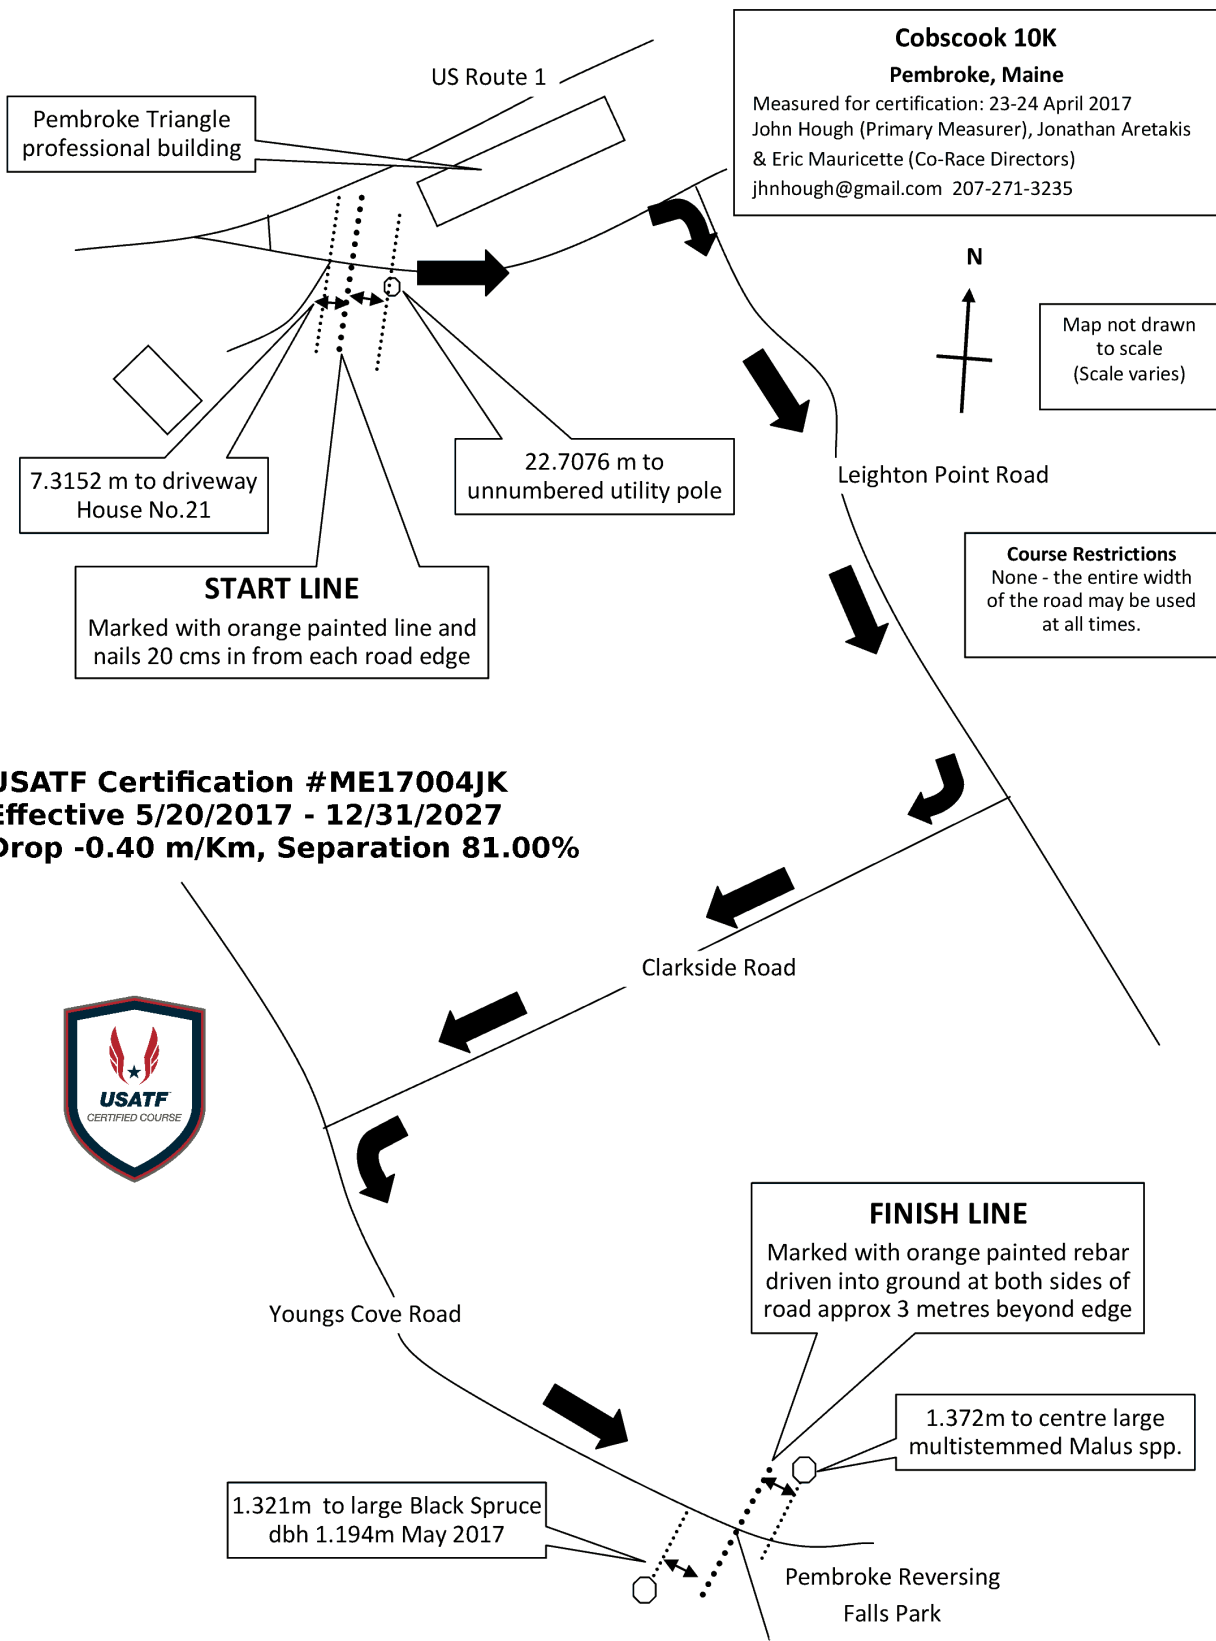 Cobscook 10K
Pembroke, Maine
Measured for certification: 23-24 April 2017
John Hough (Primary Measurer), Jonathan Aretakis
& Eric Mauricette (Co-Race Directors)
jhnhough@gmail.com 207-271-3235
US Route 1
Pembroke Triangle
professional building
N
Map not drawn
to scale
(Scale varies)
7.3152 m to driveway
House No.21
22.7076 m to
unnumbered utility pole
Leighton Point Road
Course Restrictions
None - the entire width
of the road may be used
at all times.
START LINE
Marked with orange painted line and
nails 20 cms in from each road edge
USATF Certification #ME17004JK
Effective 5/20/2017 - 12/31/2027
Drop -0.40 m/Km, Separation 81.00%
Clarkside Road
USATF
CERTIFIED COURSE
Youngs Cove Road
FINISH LINE
Marked with orange painted rebar
driven into ground at both sides of
road approx 3 metres beyond edge
1.372m to centre large
multistemmed Malus spp.
1.321m to large Black Spruce
dbh 1.194m May 2017
Pembroke Reversing
Falls Park